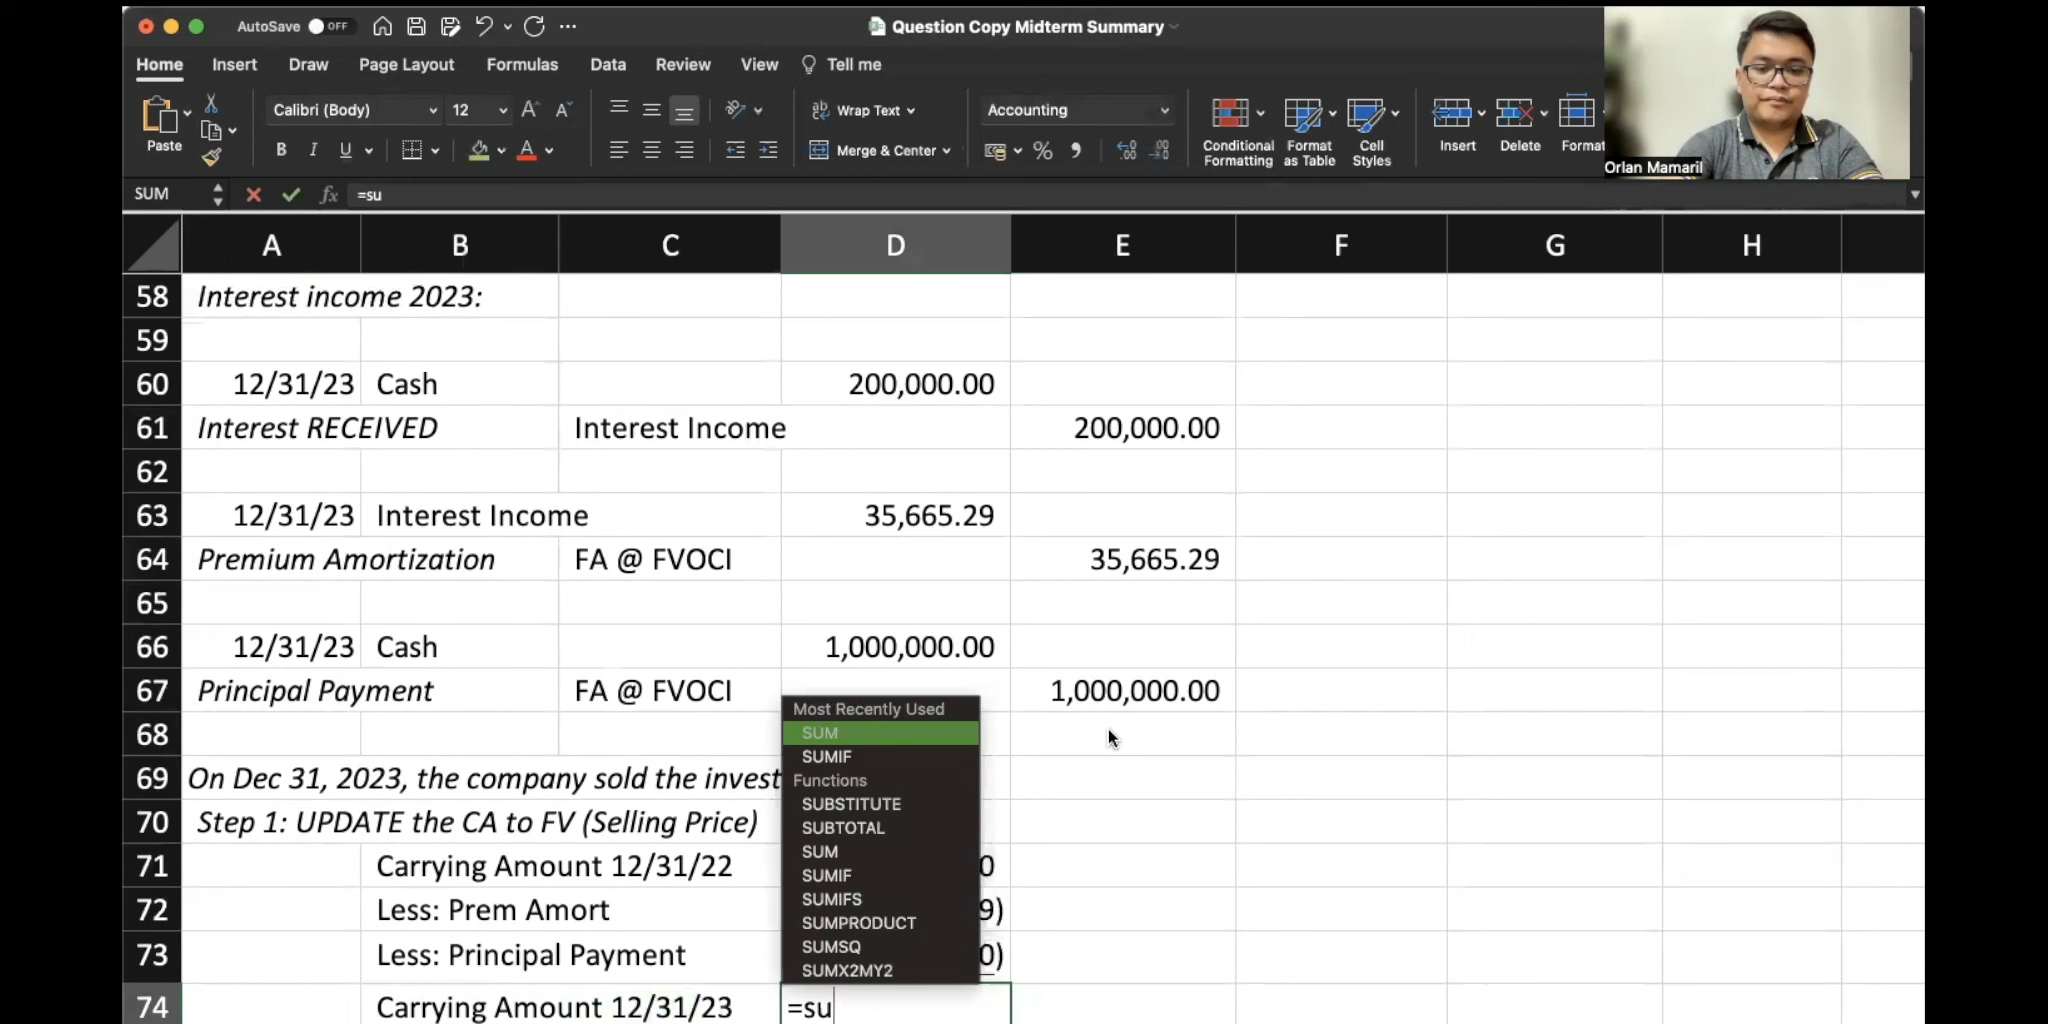 AutoSave OFF
Question Copy Midterm Summary
Home Insert Draw Page Layout Formulas Data Review View Tell me
Paste
Calibri (Body) 12
Wrap Text
Merge & Center
Accounting
Conditional Formatting
Format as Table
Cell Styles
Insert
Delete
Format
Orlan Mamaril
B I U
SUM fx =su
A B C D E F G H
58 Interest income 2023:
59
60 12/31/23 Cash 200,000.00
61 Interest RECEIVED Interest Income 200,000.00
62
63 12/31/23 Interest Income 35,665.29
64 Premium Amortization FA @ FVOCI 35,665.29
65
66 12/31/23 Cash 1,000,000.00
67 Principal Payment FA @ FVOCI 1,000,000.00
68
69 On Dec 31, 2023, the company sold the invest
70 Step 1: UPDATE the CA to FV (Selling Price)
71 Carrying Amount 12/31/22 0
72 Less: Prem Amort 9)
73 Less: Principal Payment 0)
74 Carrying Amount 12/31/23 =su
Most Recently Used
SUM
SUMIF
Functions
SUBSTITUTE
SUBTOTAL
SUM
SUMIF
SUMIFS
SUMPRODUCT
SUMSQ
SUMX2MY2